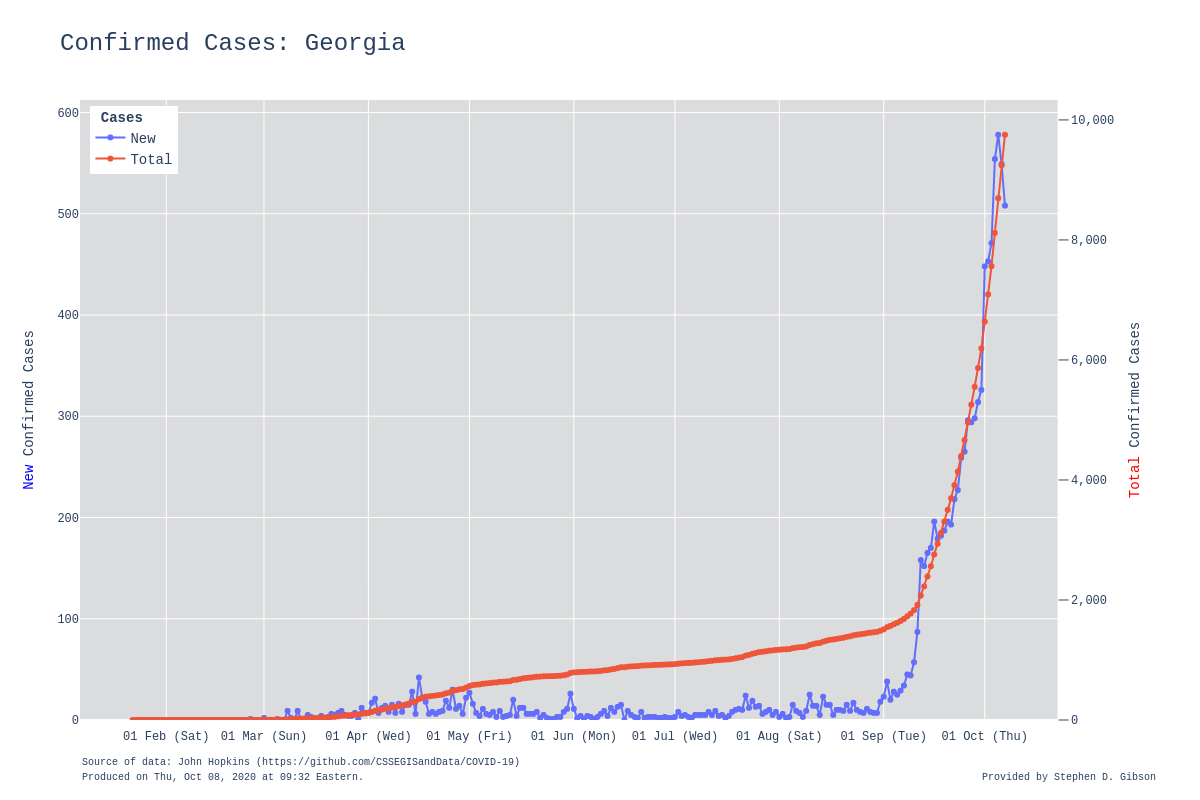 Confirmed Cases: Georgia
Cases
New
Total
600
500
400
300
200
100
0
10,000
8,000
6,000
4,000
2,000
0
New Confirmed Cases
Total Confirmed Cases
01 Feb (Sat) 01 Mar (Sun) 01 Apr (Wed) 01 May (Fri) 01 Jun (Mon) 01 Jul (Wed) 01 Aug (Sat) 01 Sep (Tue) 01 Oct (Thu)
Source of data: John Hopkins (https://github.com/CSSEGISandData/COVID-19)
Produced on Thu, Oct 08, 2020 at 09:32 Eastern.
Provided by Stephen D. Gibson